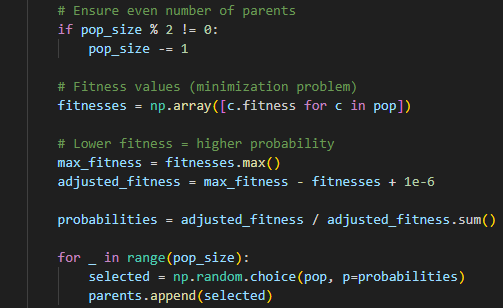 # Ensure even number of parents
if pop_size % 2 != 0:
pop_size -= 1
# Fitness values (minimization problem)
fitnesses = np.array([c.fitness for c in pop])
# Lower fitness = higher probability
max_fitness = fitnesses.max()
adjusted_fitness = max_fitness - fitnesses + 1e-6
probabilities = adjusted_fitness / adjusted_fitness.sum()
for _ in range(pop_size):
selected = np.random.choice(pop, p=probabilities)
parents.append(selected)